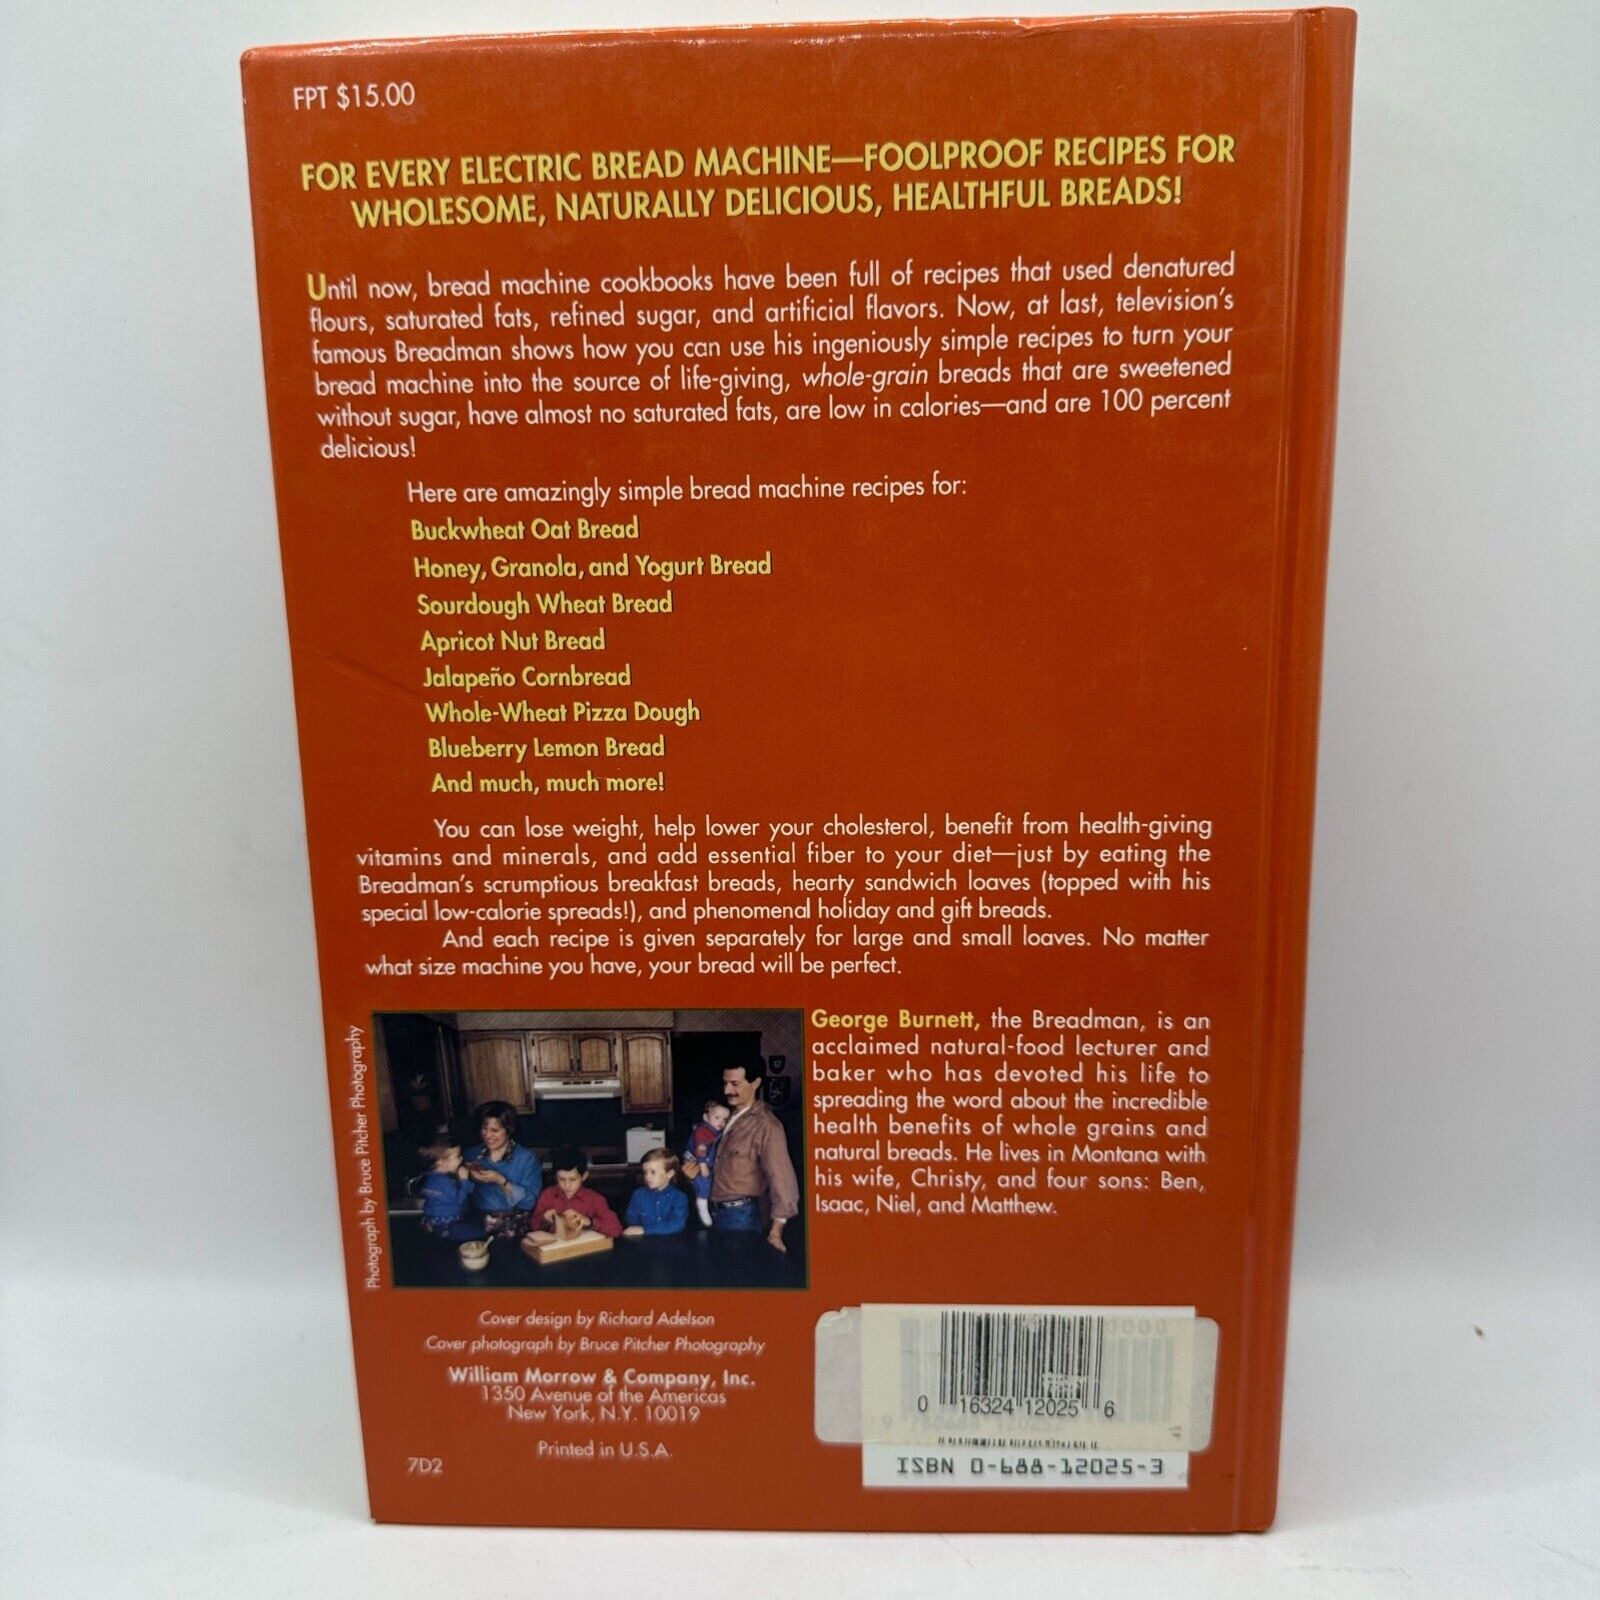 FPT $15.00
FOR EVERY ELECTRIC BREAD MACHINE—FOOLPROOF RECIPES FOR
WHOLESOME, NATURALLY DELICIOUS, HEALTHFUL BREADS!
Until now, bread machine cookbooks have been full of recipes that used denatured
flours, saturated fats, refined sugar, and artificial flavors. Now, at last, television's
famous Breadman shows how you can use his ingeniously simple recipes to turn your
bread machine into the source of life-giving, whole-grain breads that are sweetened
without sugar, have almost no saturated fats, are low in calories—and are 100 percent
delicious!
Here are amazingly simple bread machine recipes for:
Buckwheat Oat Bread
Honey, Granola, and Yogurt Bread
Sourdough Wheat Bread
Apricot Nut Bread
Jalapeño Cornbread
Whole-Wheat Pizza Dough
Blueberry Lemon Bread
And much, much more!
You can lose weight, help lower your cholesterol, benefit from health-giving
vitamins and minerals, and add essential fiber to your diet—just by eating the
Breadman's scrumptious breakfast breads, hearty sandwich loaves (topped with his
special low-calorie spreads!), and phenomenal holiday and gift breads.
And each recipe is given separately for large and small loaves. No matter
what size machine you have, your bread will be perfect.
Photograph by Bruce Pitcher Photography
George Burnett, the Breadman, is an
acclaimed natural-food lecturer and
baker who has devoted his life to
spreading the word about the incredible
health benefits of whole grains and
natural breads. He lives in Montana with
his wife, Christy, and four sons: Ben,
Isaac, Niel, and Matthew.
Cover design by Richard Adelson
Cover photograph by Bruce Pitcher Photography
William Morrow & Company, Inc.
1350 Avenue of the Americas
New York, N.Y. 10019
Printed in U.S.A.
7D2
0 16324 12025 6
ISBN 0-688-12025-3